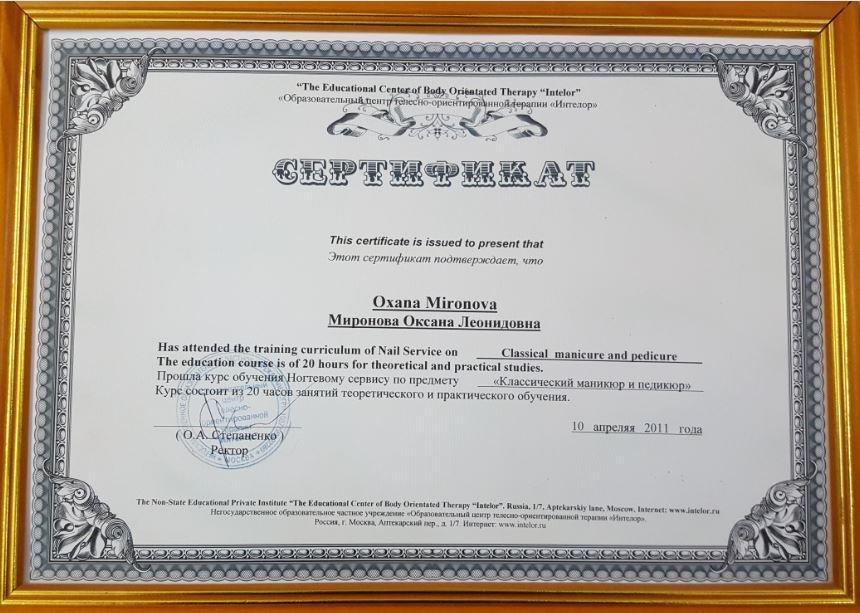 "The Educational Center of Body Orientated Therapy "Intelor"
«Образовательный центр телесно-ориентированной терапии «Интелор»
СЕРТИФИКАТ
This certificate is issued to present that
Этот сертификат подтверждает, что
Oxana Mironova
Миронова Оксана Леонидовна
Has attended the training curriculum of Nail Service on Classical manicure and pedicure
The education course is of 20 hours for theoretical and practical studies.
Прошла курс обучения Ногтевому сервису по предмету «Классический маникюр и педикюр»
Курс состоит из 20 часов занятий теоретического и практического обучения.
10 апреля 2011 года
( О.А. Степаненко )
Ректор
МОСКВА
The Non-State Educational Private Institute "The Educational Center of Body Orientated Therapy "Intelor". Russia, 1/7, Aptekarskiy lane, Moscow, Internet: www.intelor.ru
Негосударственное образовательное частное учреждение «Образовательный центр телесно-ориентированной терапии «Интелор».
Россия, г. Москва, Аптекарский пер., д. 1/7. Интернет: www.intelor.ru